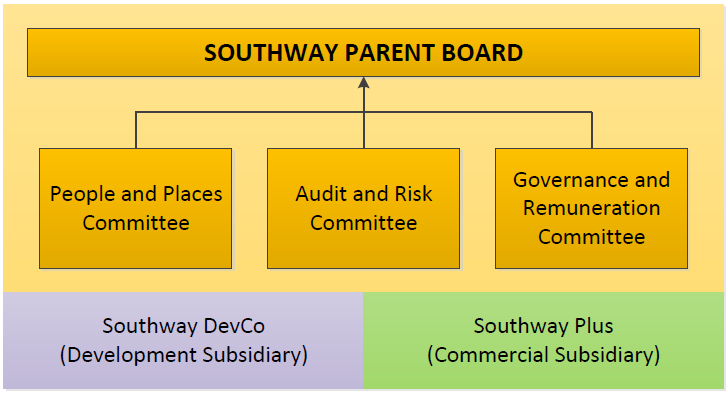 SOUTHWAY PARENT BOARD
People and Places
Committee
Audit and Risk
Committee
Governance and
Remuneration
Committee
Southway DevCo
(Development Subsidiary)
Southway Plus
(Commercial Subsidiary)